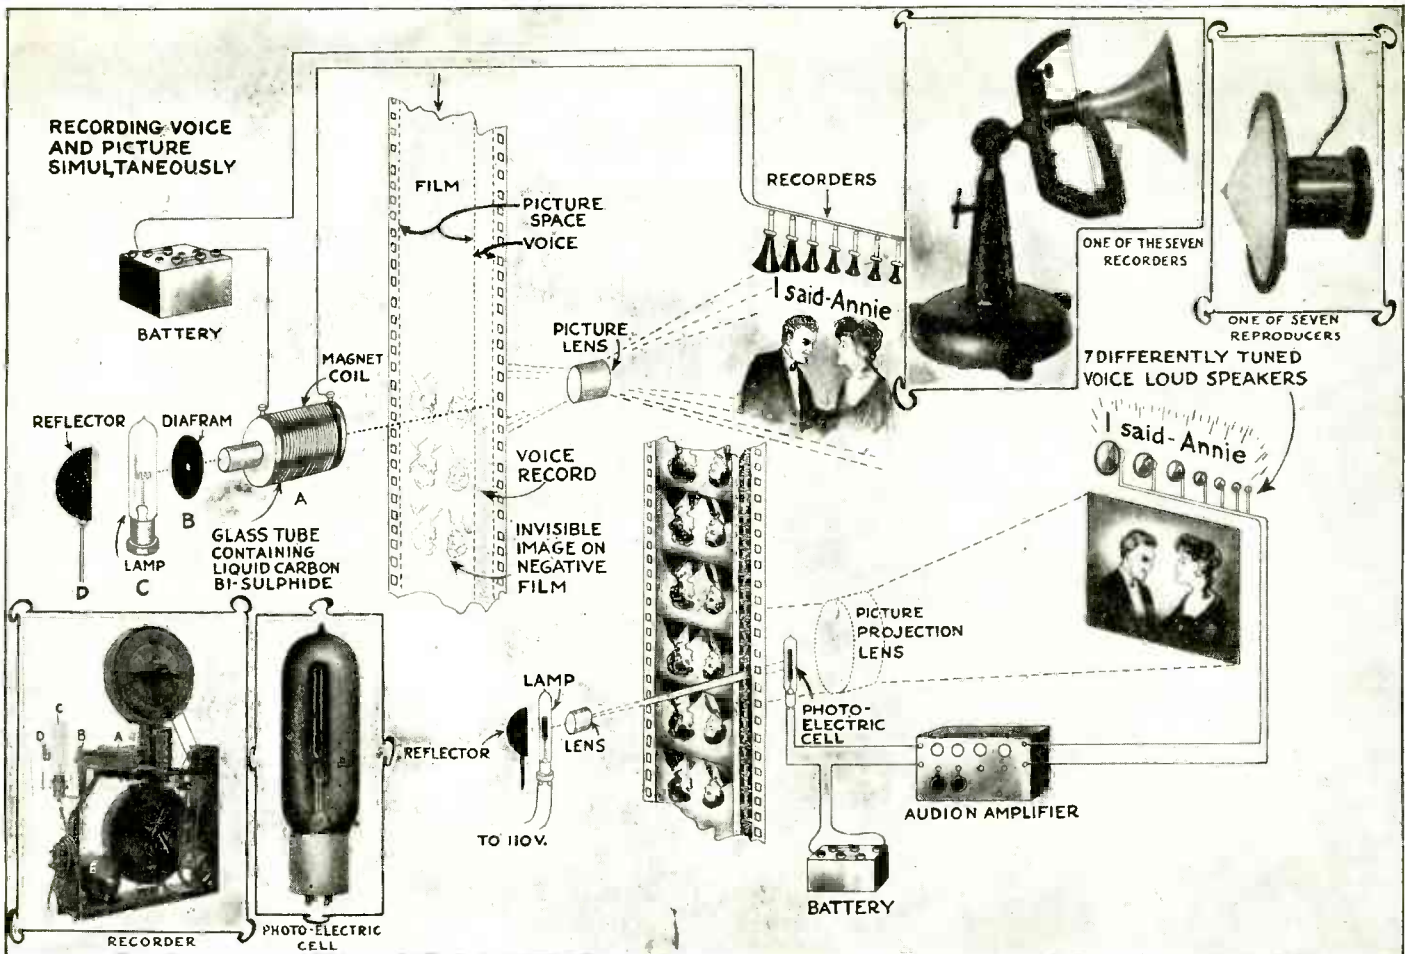 RECORDING VOICE
AND PICTURE
SIMULTANEOUSLY
BATTERY
FILM
PICTURE
SPACE
VOICE
RECORDERS
I said-Annie
PICTURE
LENS
MAGNET
COIL
REFLECTOR
DIAFRAM
A
B
LAMP
C
D
GLASS TUBE
CONTAINING
LIQUID CARBON
BI-SULPHIDE
VOICE
RECORD
INVISIBLE
IMAGE ON
NEGATIVE
FILM
ONE OF THE SEVEN
RECORDERS
ONE OF SEVEN
REPRODUCERS
7 DIFFERENTLY TUNED
VOICE LOUD SPEAKERS
I said-Annie
PICTURE
PROJECTION
LENS
LAMP
LENS
REFLECTOR
TO 110V.
PHOTO-
ELECTRIC
CELL
AUDION AMPLIFIER
BATTERY
C
D
B
A
E
RECORDER
PHOTO-ELECTRIC
CELL